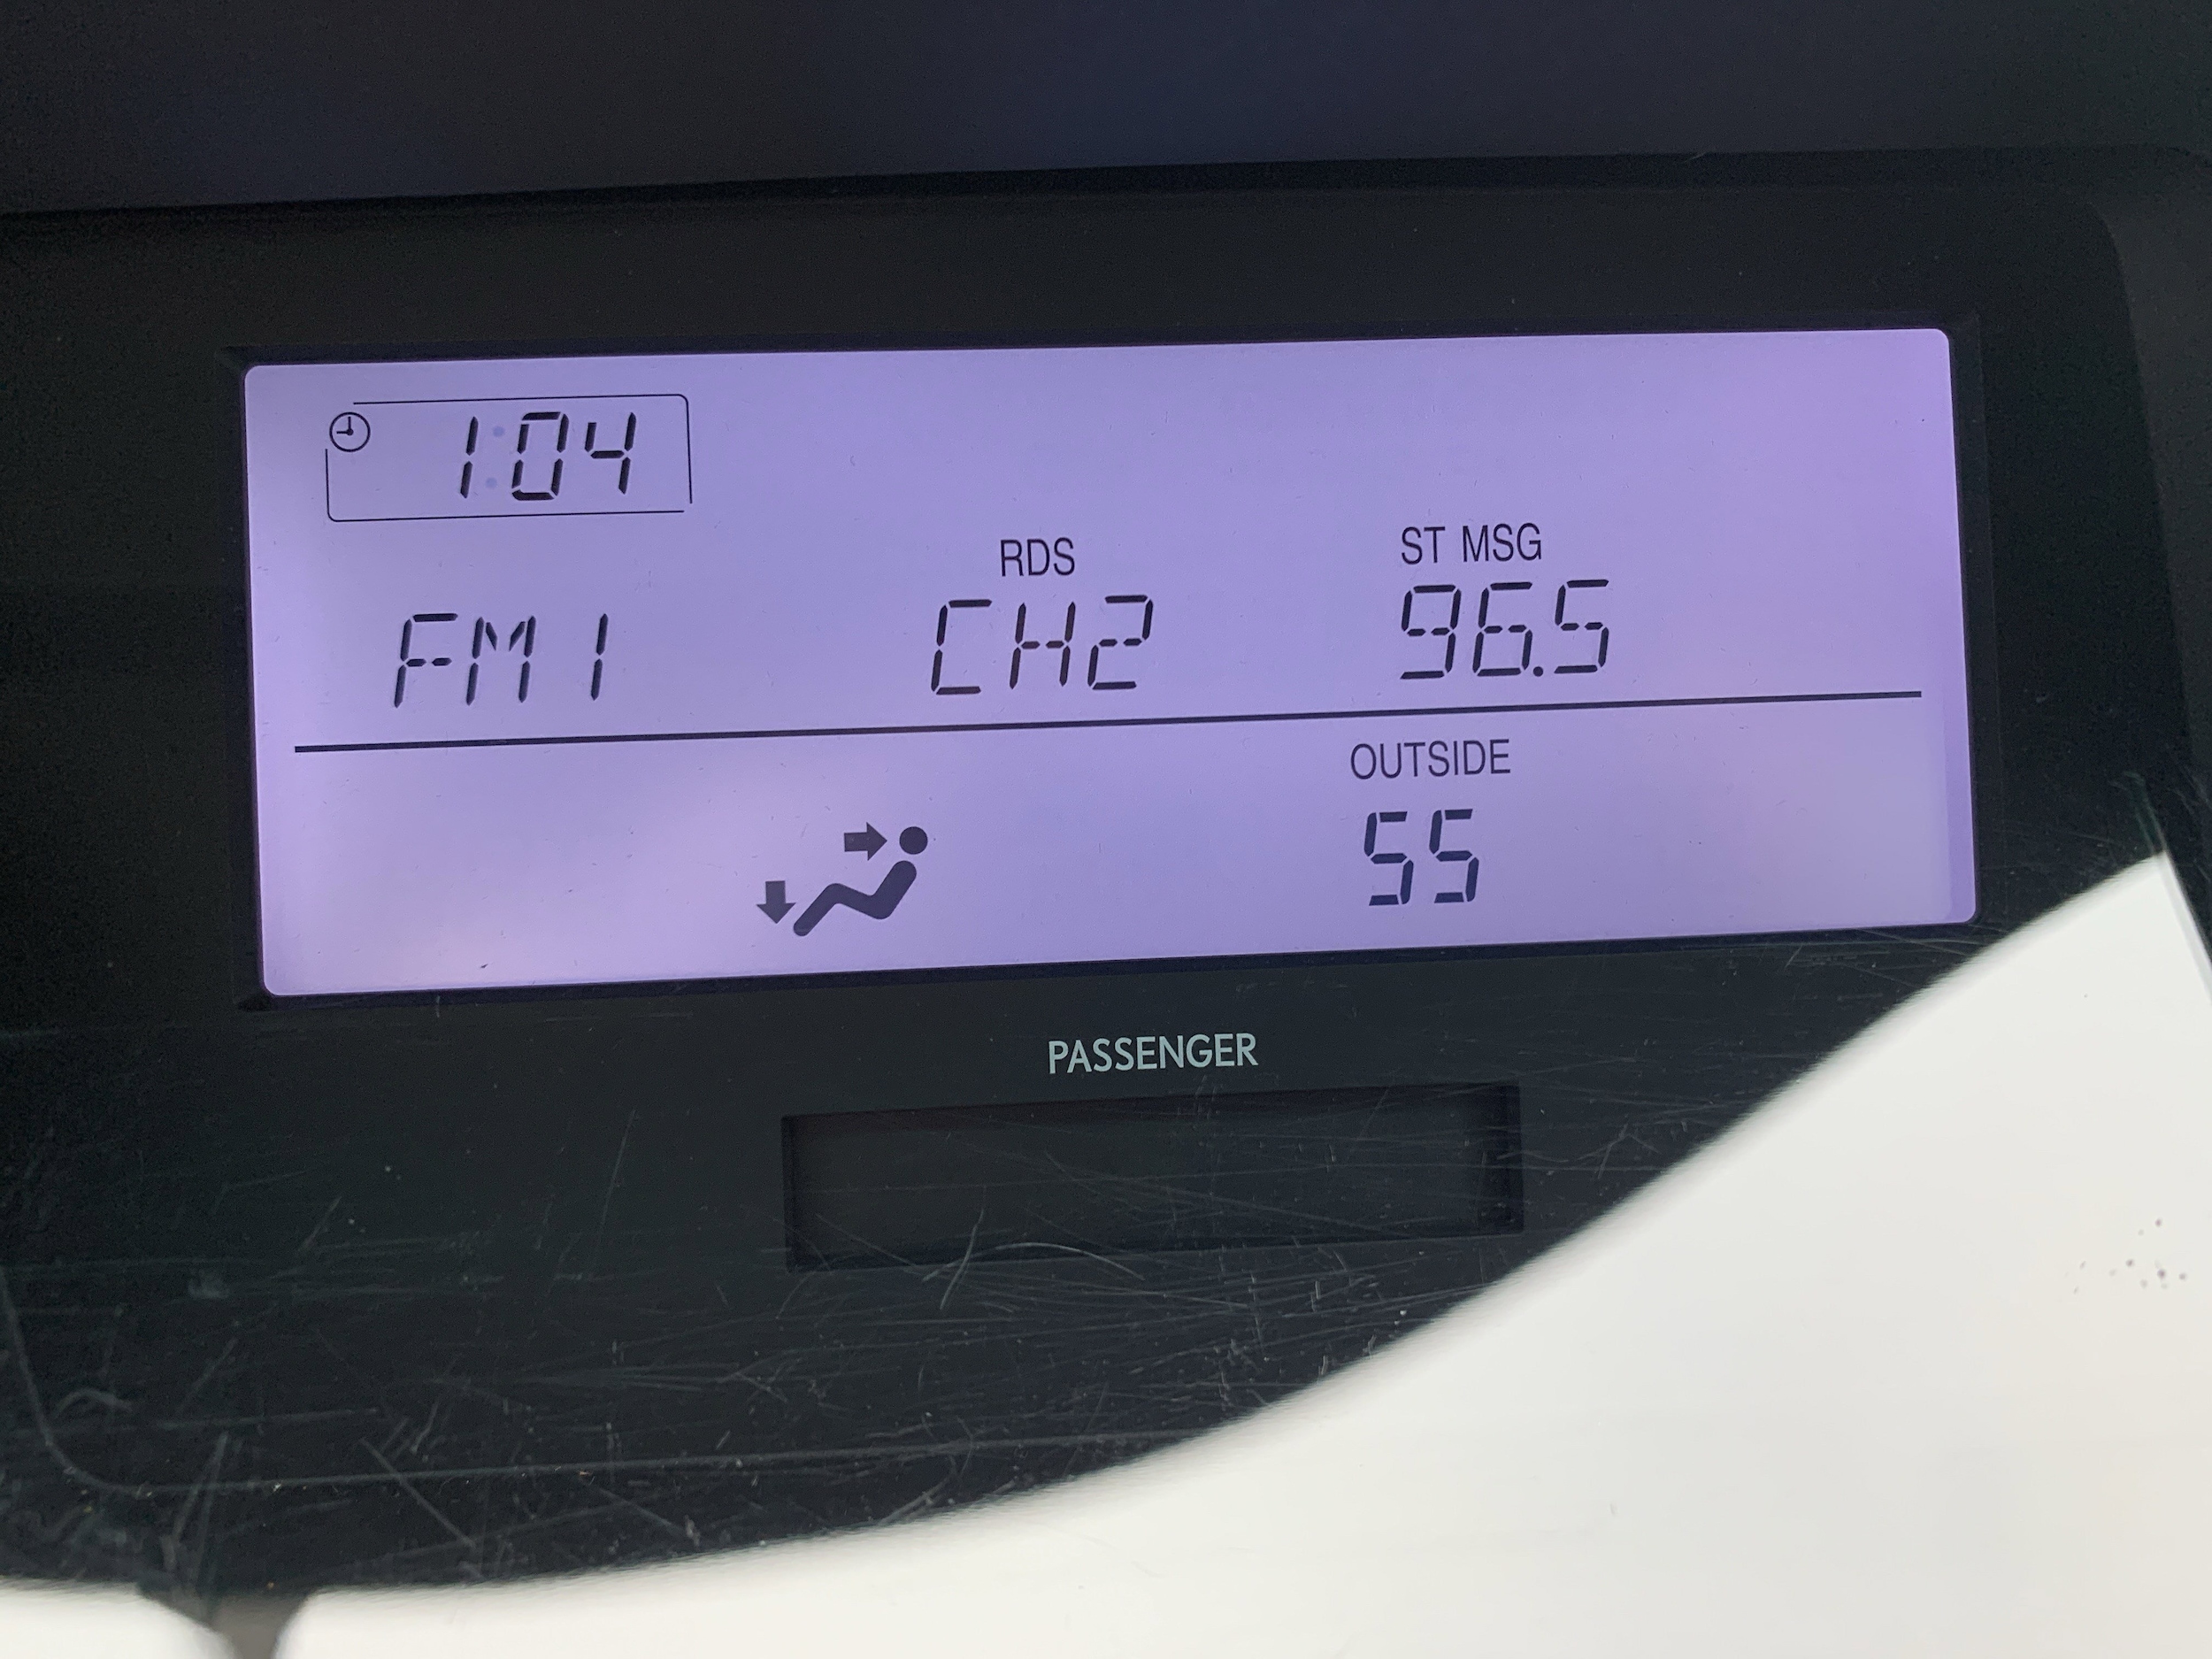 1:04
RDS ST MSG
FM1 CH2 96.5
OUTSIDE
55
PASSENGER